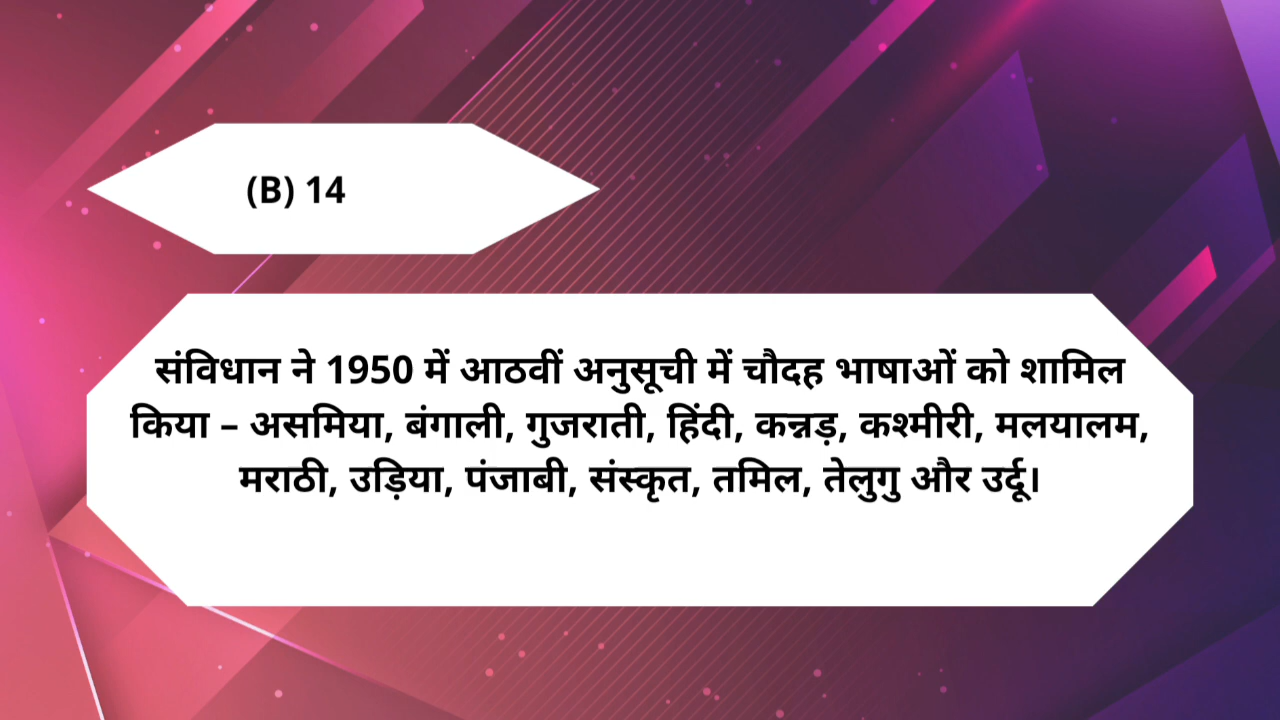 (B) 14
संविधान ने 1950 में आठवीं अनुसूची में चौदह भाषाओं को शामिल
किया – असमिया, बंगाली, गुजराती, हिंदी, कन्नड़, कश्मीरी, मलयालम,
मराठी, उड़िया, पंजाबी, संस्कृत, तमिल, तेलुगु और उर्दू।